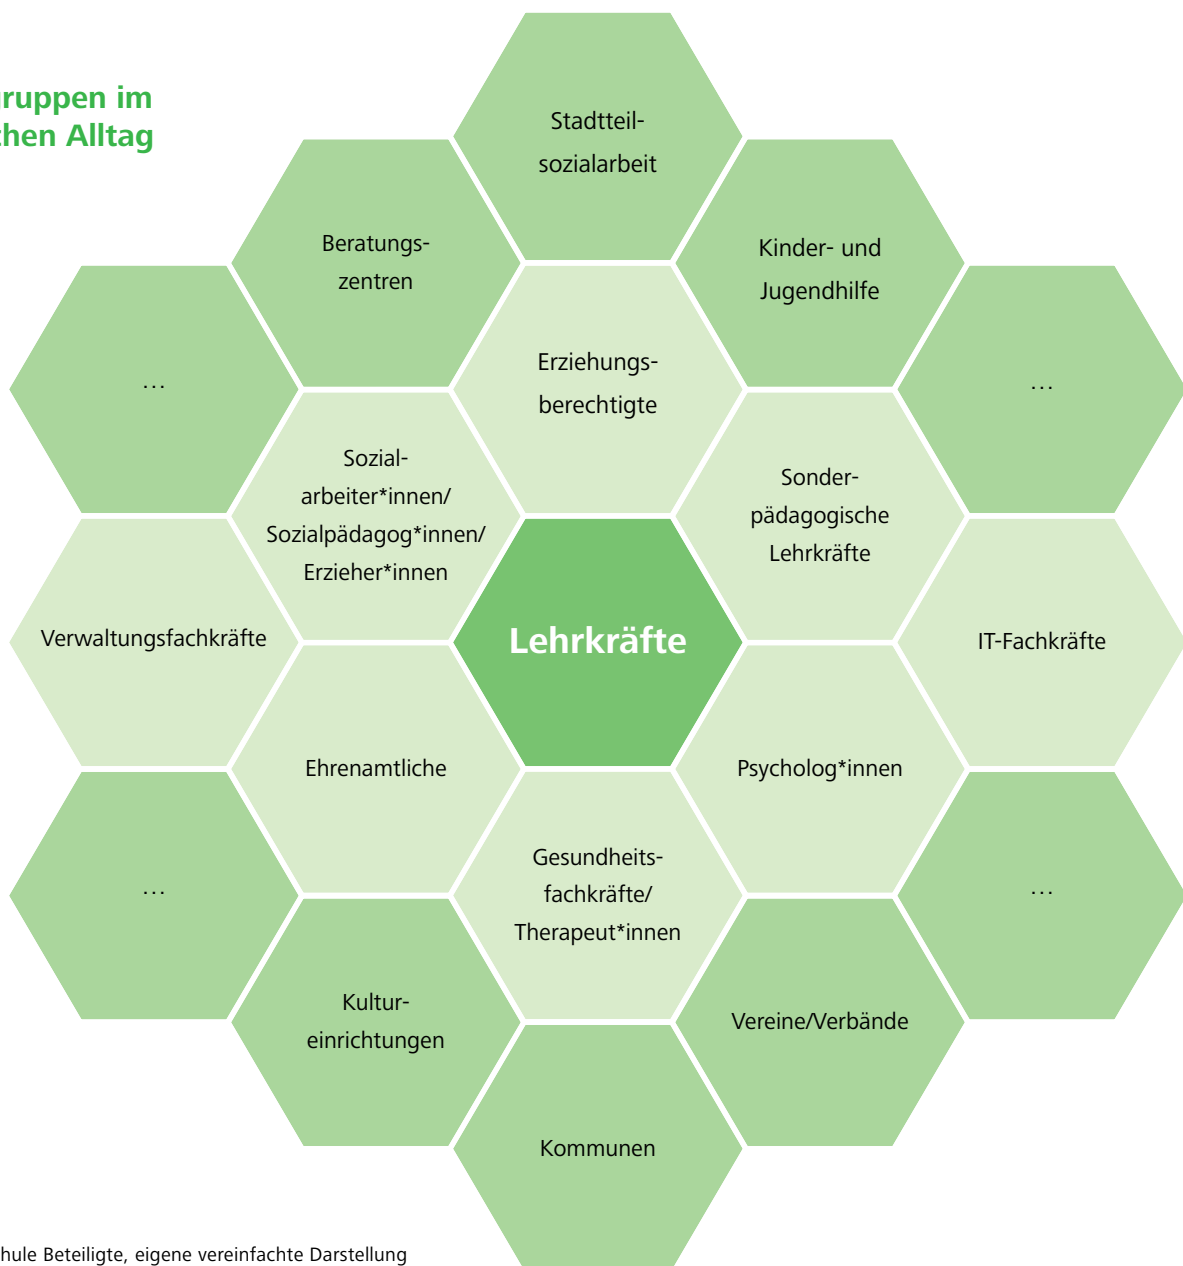 gruppen im
chen Alltag
Stadtteil-
sozialarbeit
Beratungs-
zentren
Kinder- und
Jugendhilfe
...
Erziehungs-
berechtigte
...
Sozial-
arbeiter*innen/
Sozialpädagog*innen/
Erzieher*innen
Sonder-
pädagogische
Lehrkräfte
Verwaltungsfachkräfte
Lehrkräfte
IT-Fachkräfte
Ehrenamtliche
Psycholog*innen
...
Gesundheits-
fachkräfte/
Therapeut*innen
...
Kultur-
einrichtungen
Vereine/Verbände
Kommunen
hule Beteiligte, eigene vereinfachte Darstellung